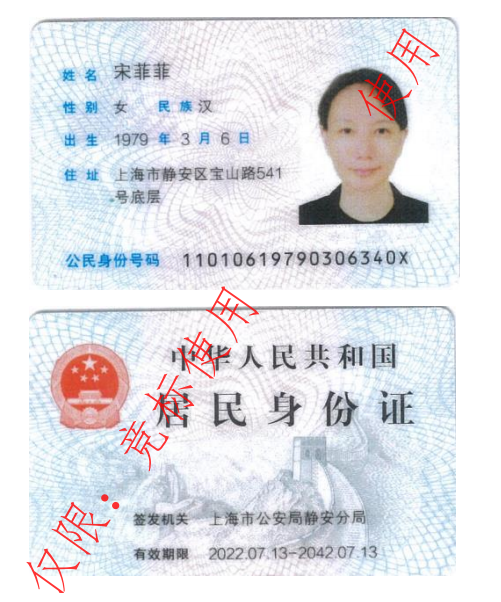 姓名 宋菲菲
性别 女 民族 汉
出生 1979 年 3 月 6 日
住址 上海市静安区宝山路541
号底层
公民身份号码 11010619790306340X
中华人民共和国
居民身份证
签发机关 上海市公安局静安分局
有效期限 2022.07.13-2042.07.13
仅限：竞标使用
使用